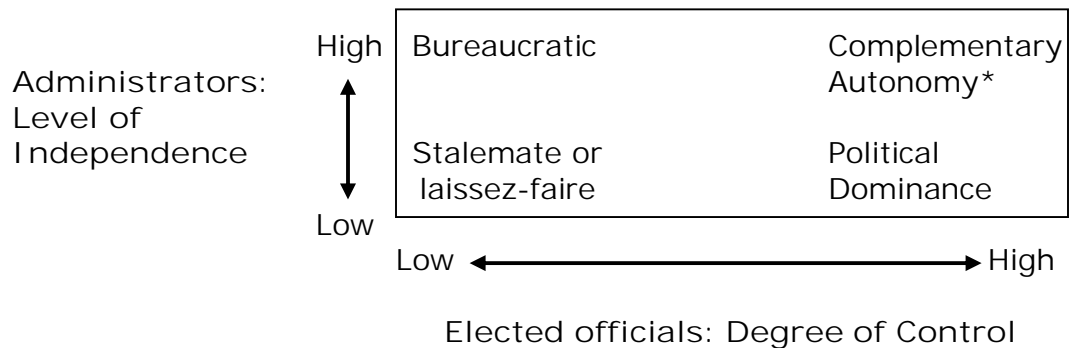 High
Bureaucratic
Complementary
Autonomy*
Administrators:
Level of
Independence
Stalemate or
laissez-faire
Political
Dominance
Low
Low
High
Elected officials: Degree of Control